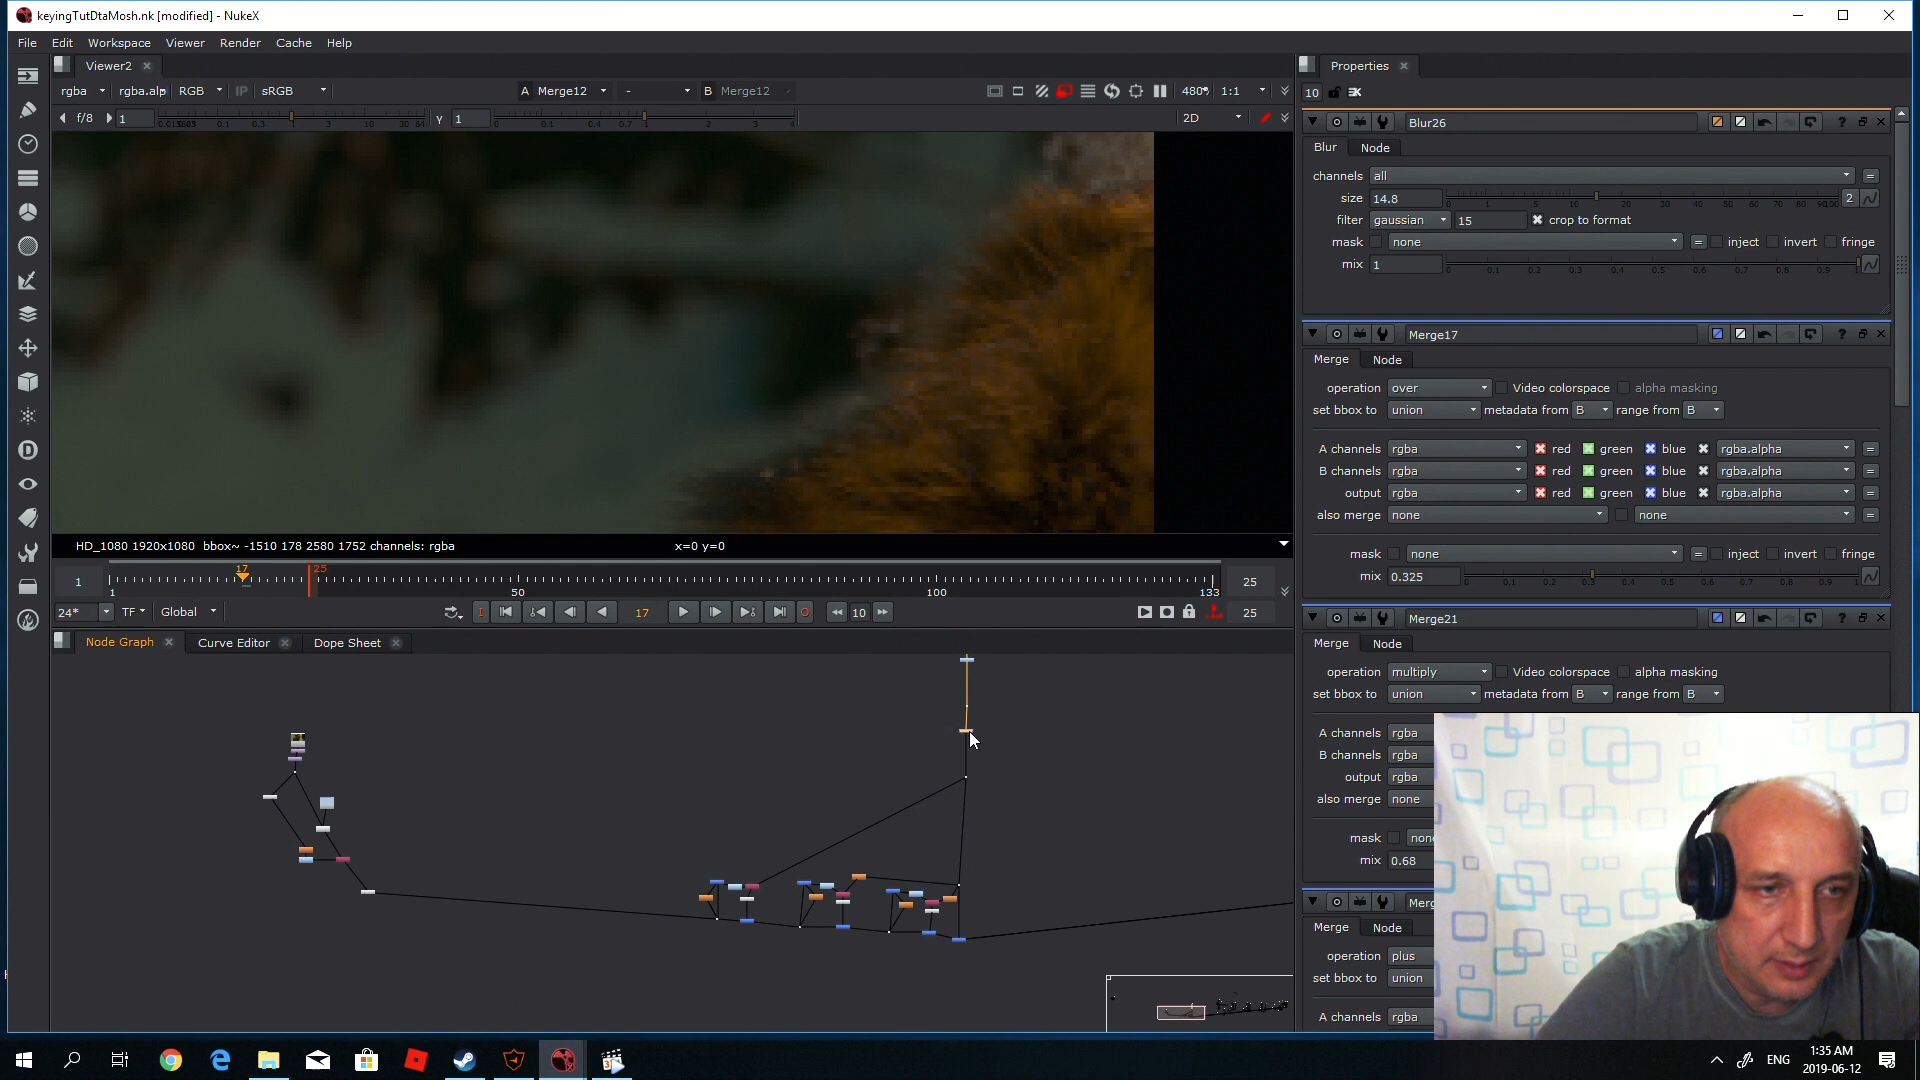 keyingTutDtaMosh.nk [modified] - NukeX
File Edit Workspace Viewer Render Cache Help
Viewer2
rgba rgba.alp RGB IP sRGB A Merge12 - B Merge12 480 1:1
f/8 1 y 1 2D
HD_1080 1920x1080 bbox~ -1510 178 2580 1752 channels: rgba x=0 y=0
1 17 25 1 50 100 133 25
24* TF Global 17 10 25
Node Graph Curve Editor Dope Sheet
Properties
10
Blur26
Blur Node
channels all
size 14.8 2
filter gaussian 15 crop to format
mask none inject invert fringe
mix 1
Merge17
Merge Node
operation over Video colorspace alpha masking
set bbox to union metadata from B range from B
A channels rgba red green blue rgba.alpha
B channels rgba red green blue rgba.alpha
output rgba red green blue rgba.alpha
also merge none none
mask none inject invert fringe
mix 0.325
Merge21
Merge Node
operation multiply Video colorspace alpha masking
set bbox to union metadata from B range from B
A channels rgba
B channels rgba
output rgba
also merge none
mask
mix 0.68
Merge Node
operation plus
set bbox to union
A channels rgba
ENG
1:35 AM
2019-06-12